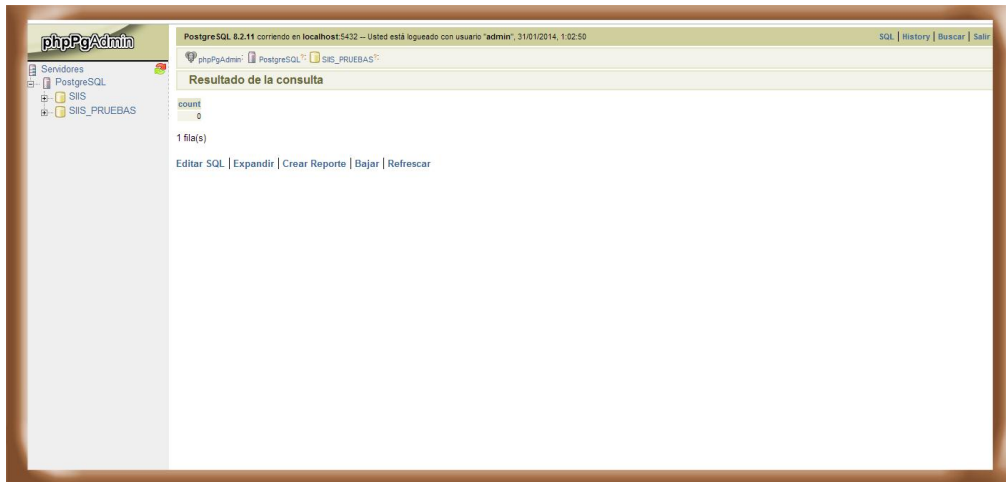 phpPgAdmin
PostgreSQL 8.2.11 corriendo en localhost:5432 -- Usted está logueado con usuario "admin", 31/01/2014, 1:02:50
SQL | History | Buscar | Salir
phpPgAdmin: PostgreSQL?: SIIS_PRUEBAS?:
Servidores
PostgreSQL
SIIS
SIIS_PRUEBAS
Resultado de la consulta
count
0
1 fila(s)
Editar SQL | Expandir | Crear Reporte | Bajar | Refrescar